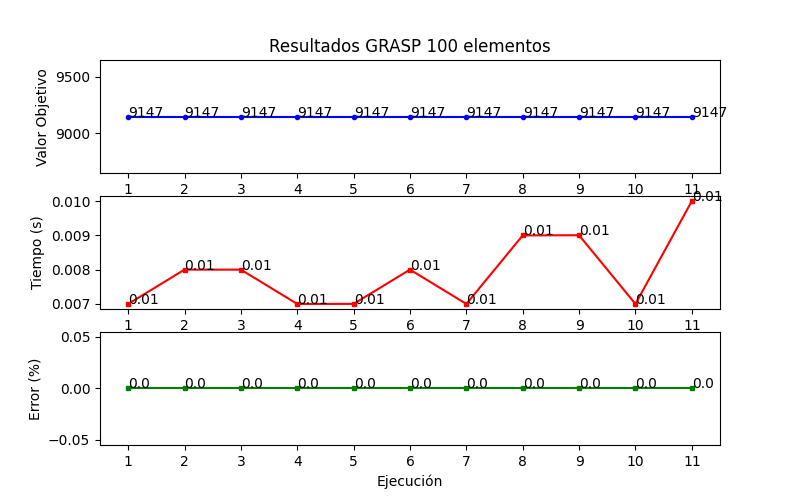 Resultados GRASP 100 elementos
Valor Objetivo
9500
9000
9147 9147 9147 9147 9147 9147 9147 9147 9147 9147 9147
1 2 3 4 5 6 7 8 9 10 11
Tiempo (s)
0.010
0.009
0.008
0.007
0.01 0.01 0.01 0.01 0.01 0.01 0.01 0.01 0.01 0.01 0.01
1 2 3 4 5 6 7 8 9 10 11
Error (%)
0.05
0.00
−0.05
0.0 0.0 0.0 0.0 0.0 0.0 0.0 0.0 0.0 0.0 0.0
1 2 3 4 5 6 7 8 9 10 11
Ejecución